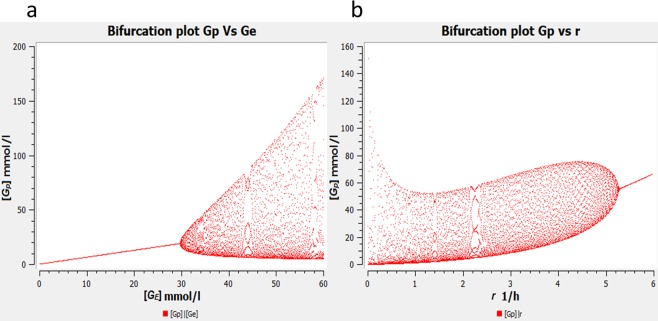 a
b
Bifurcation plot Gp Vs Ge
Bifurcation plot Gp vs r
200
150
100
50
0
[Gp] mmol/l
0 10 20 30 40 50 60
[GE] mmol/l
[Gp]|[Ge]
160
140
120
100
80
60
40
20
0
[Gp] mmol/l
0 1 2 3 4 5 6
r 1/h
[Gp]|r